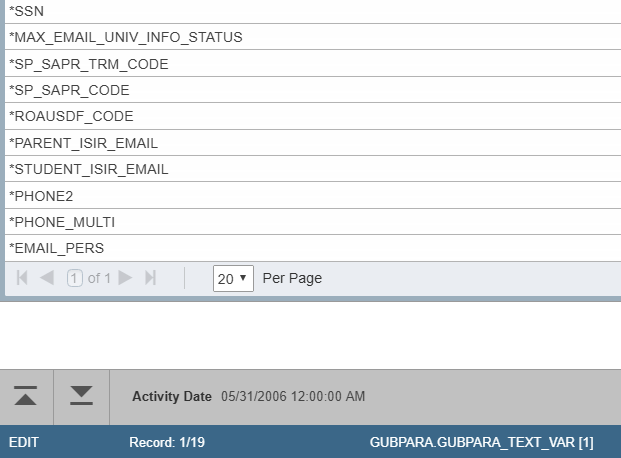 *SSN
*MAX_EMAIL_UNIV_INFO_STATUS
*SP_SAPR_TRM_CODE
*SP_SAPR_CODE
*ROAUSDF_CODE
*PARENT_ISIR_EMAIL
*STUDENT_ISIR_EMAIL
*PHONE2
*PHONE_MULTI
*EMAIL_PERS
1 of 1 20 Per Page
Activity Date 05/31/2006 12:00:00 AM
EDIT Record: 1/19 GUBPARA.GUBPARA_TEXT_VAR [1]